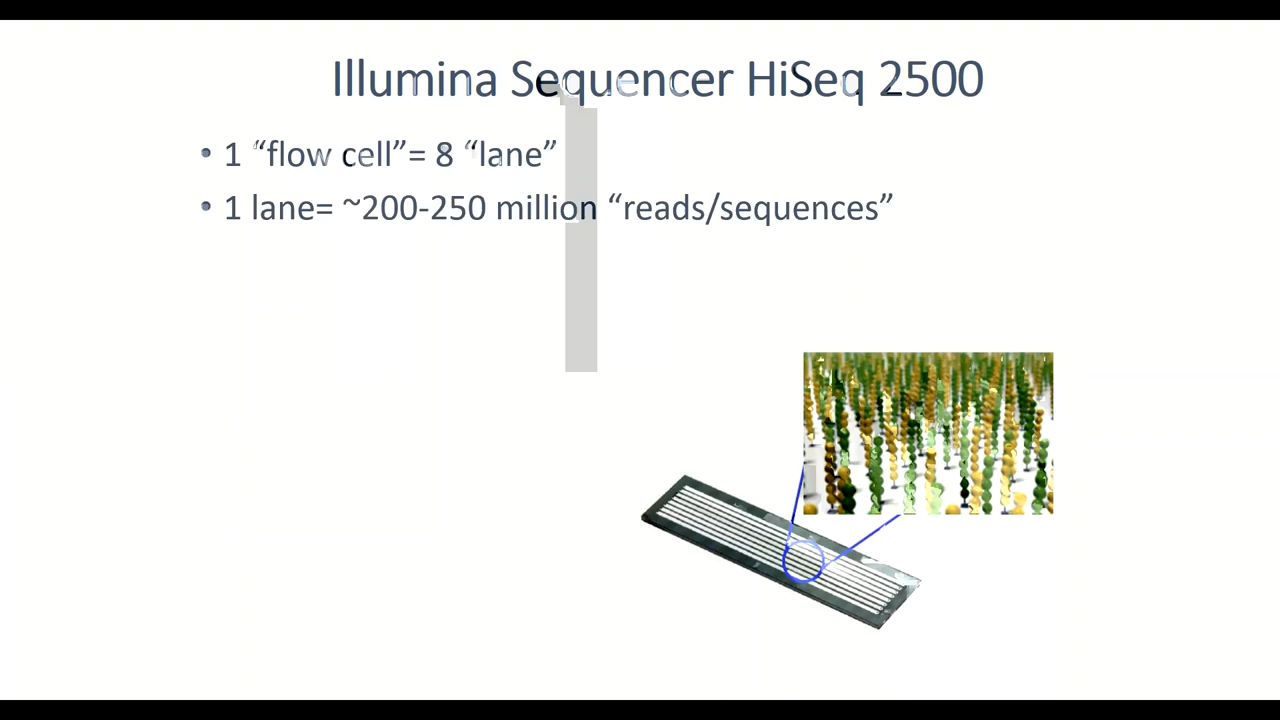 Illumina Sequencer HiSeq 2500
• 1 “flow cell”= 8 “lane”
• 1 lane= ~200-250 million “reads/sequences”